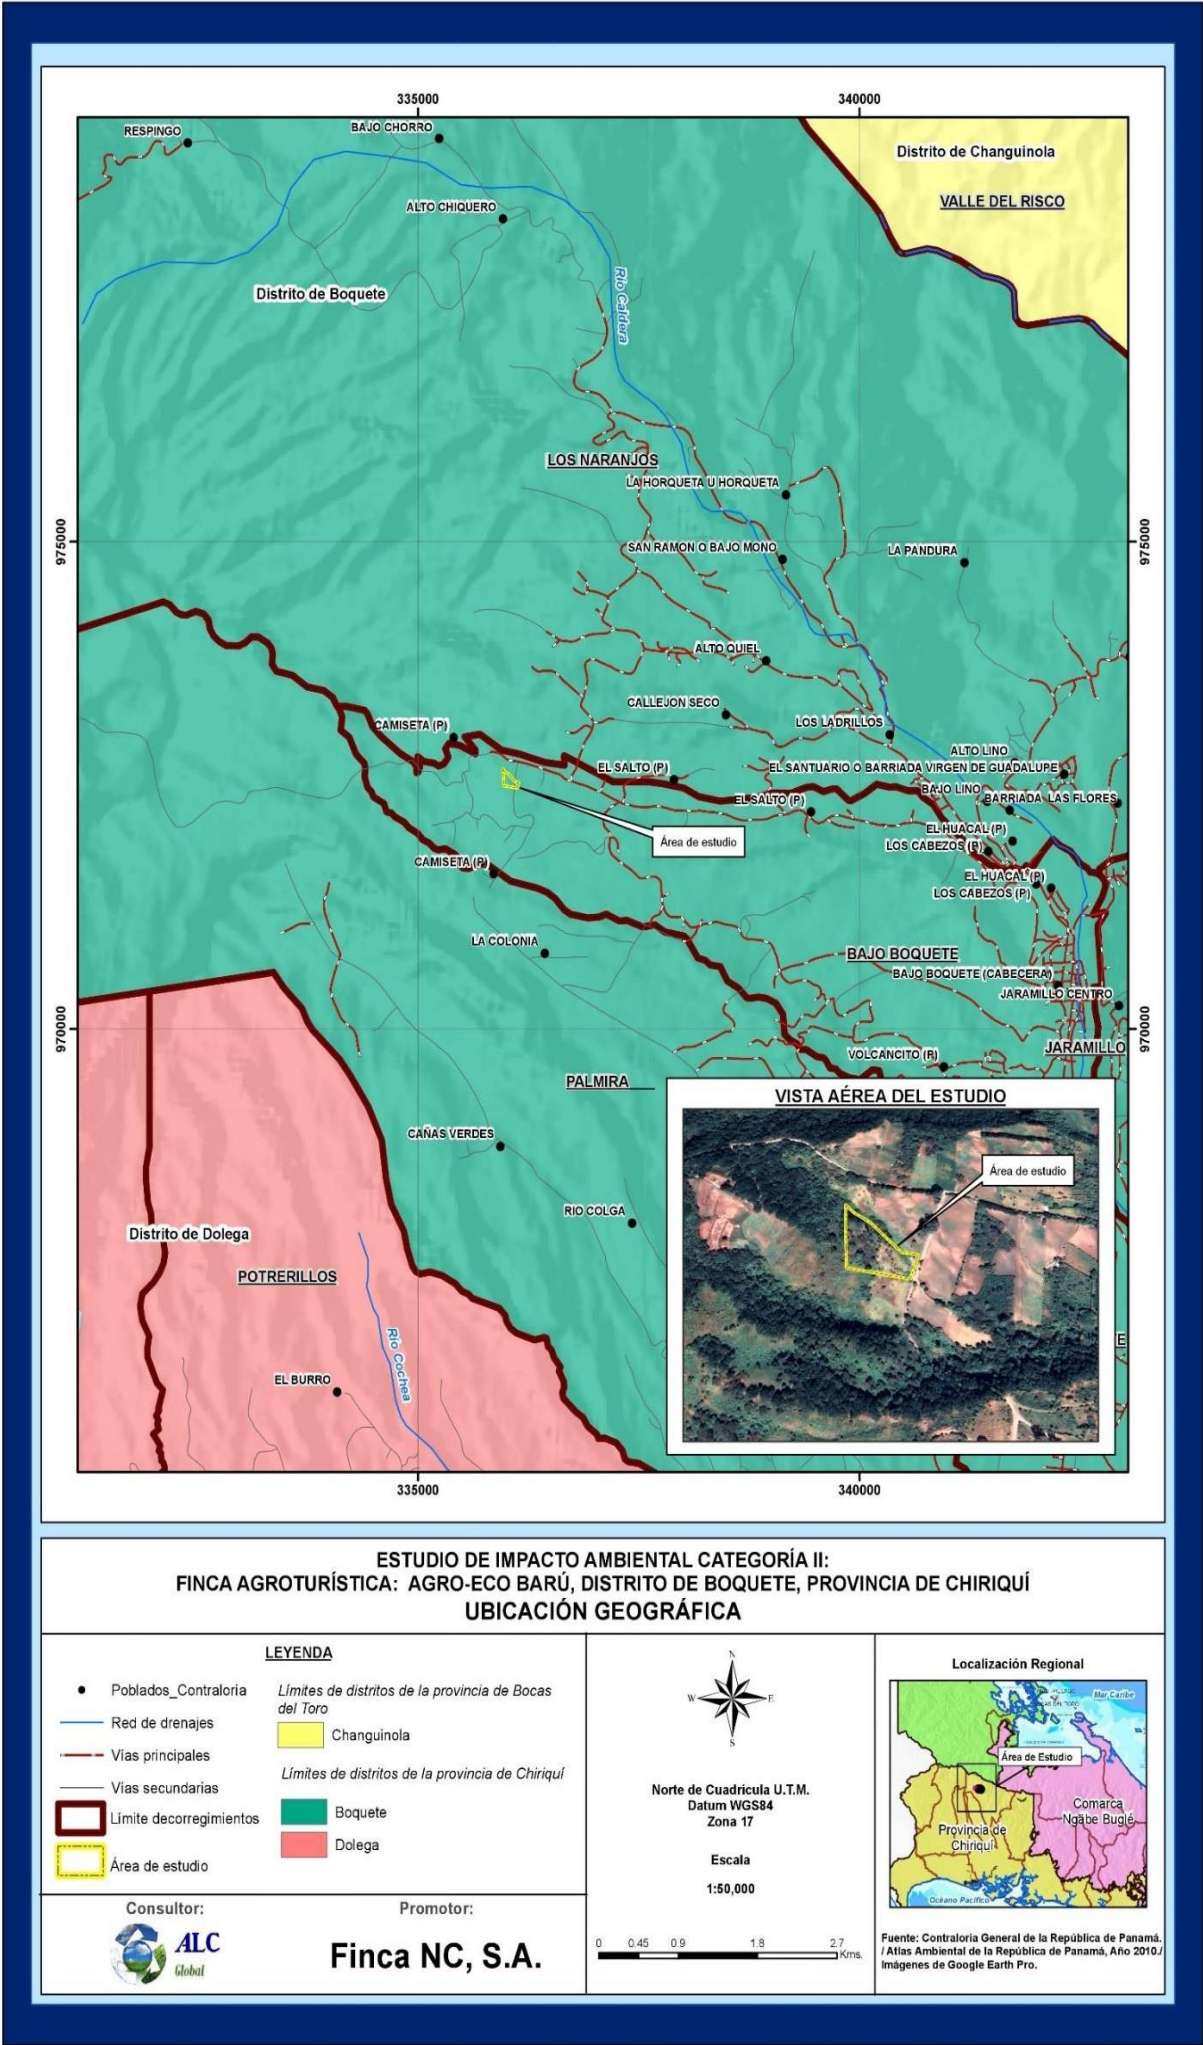 335000
340000
RESPINGO
BAJO CHORRO
Distrito de Changuinola
VALLE DEL RISCO
ALTO CHIQUERO
Distrito de Boquete
Río Caldera
LOS NARANJOS
LA HORQUETA U HORQUETA
975000
975000
SAN RAMON O BAJO MONO
LA PANDURA
ALTO QUIEL
CALLEJON SECO
LOS LADRILLOS
CAMISETA (P)
ALTO LINO
EL SALTO (P)
EL SANTUARIO O BARRIADA VIRGEN DE GUADALUPE
BAJO LINO
BARRIADA LAS FLORES
EL SALTO (P)
Área de estudio
EL HUACAL (P)
LOS CABEZOS (P)
CAMISETA (P)
EL HUACAL (P)
LOS CABEZOS (P)
LA COLONIA
BAJO BOQUETE
BAJO BOQUETE (CABECERA)
JARAMILLO CENTRO
970000
970000
JARAMILLO
VOLCANCITO (P)
PALMIRA
VISTA AÉREA DEL ESTUDIO
Área de estudio
CAÑAS VERDES
RIO COLGA
Distrito de Dolega
POTRERILLOS
Río Cochea
E
EL BURRO
335000
340000
ESTUDIO DE IMPACTO AMBIENTAL CATEGORÍA II:
FINCA AGROTURÍSTICA: AGRO-ECO BARÚ, DISTRITO DE BOQUETE, PROVINCIA DE CHIRIQUÍ
UBICACIÓN GEOGRÁFICA
LEYENDA
Poblados_Contraloría
Red de drenajes
Vías principales
Vías secundarias
Límite decorregimientos
Área de estudio
Límites de distritos de la provincia de Bocas
del Toro
Changuinola
Límites de distritos de la provincia de Chiriquí
Boquete
Dolega
Consultor:
ALC
Global
Promotor:
Finca NC, S.A.
N
W
E
S
Norte de Cuadricula U.T.M.
Datum WGS84
Zona 17
Escala
1:50,000
0 0.45 0.9 1.8 2.7
Kms.
Localización Regional
Mar Caribe
Área de Estudio
Comarca
Ngäbe Buglé
Provincia de
Chiriquí
Océano Pacífico
Fuente: Contraloría General de la República de Panamá.
/ Atlas Ambiental de la República de Panamá, Año 2010./
Imágenes de Google Earth Pro.